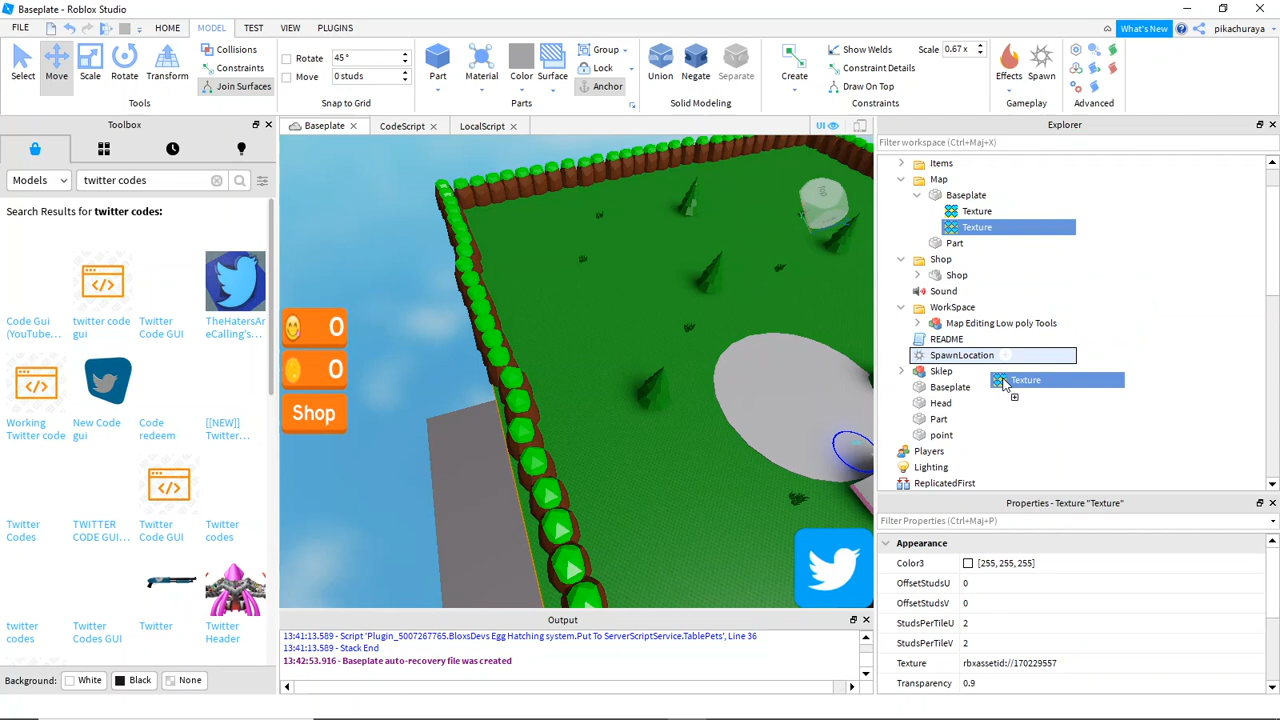 Baseplate - Roblox Studio
FILE
HOME
MODEL
TEST
VIEW
PLUGINS
What's New
pikachuraya
Select
Move
Scale
Rotate
Transform
Collisions
Constraints
Join Surfaces
Tools
Rotate
45°
Move
0 studs
Snap to Grid
Part
Material
Color
Surface
Group
Lock
Anchor
Parts
Union
Negate
Separate
Solid Modeling
Create
Show Welds
Scale 0.67 x
Constraint Details
Draw On Top
Constraints
Effects
Spawn
Gameplay
Advanced
Toolbox
Models
twitter codes
Search Results for twitter codes:
Code Gui
(YouTube...
twitter code
gui
Twitter
Code GUI
TheHatersAr
eCalling's...
Working
Twitter code
New Code
gui
Code
redeem
[[NEW]]
Twitter...
Twitter
Codes
TWITTER
CODE GUI...
Twitter
Code GUI
Twitter
codes
twitter
codes
Twitter
Codes GUI
Twitter
Twitter
Header
Background:
White
Black
None
Baseplate
CodeScript
LocalScript
UI
0
0
Shop
Output
13:41:13.589 - Script 'Plugin_5007267765.BloxsDevs Egg Hatching system.Put To ServerScriptService.TablePets', Line 36
13:41:13.589 - Stack End
13:42:53.916 - Baseplate auto-recovery file was created
Explorer
Filter workspace (Ctrl+Maj+X)
Items
Map
Baseplate
Texture
Texture
Part
Shop
Shop
Sound
WorkSpace
Map Editing Low poly Tools
README
SpawnLocation
Sklep
Texture
Baseplate
Head
Part
point
Players
Lighting
ReplicatedFirst
Properties - Texture "Texture"
Filter Properties (Ctrl+Maj+P)
Appearance
Color3
[255, 255, 255]
OffsetStudsU
0
OffsetStudsV
0
StudsPerTileU
2
StudsPerTileV
2
Texture
rbxassetid://170229557
Transparency
0.9